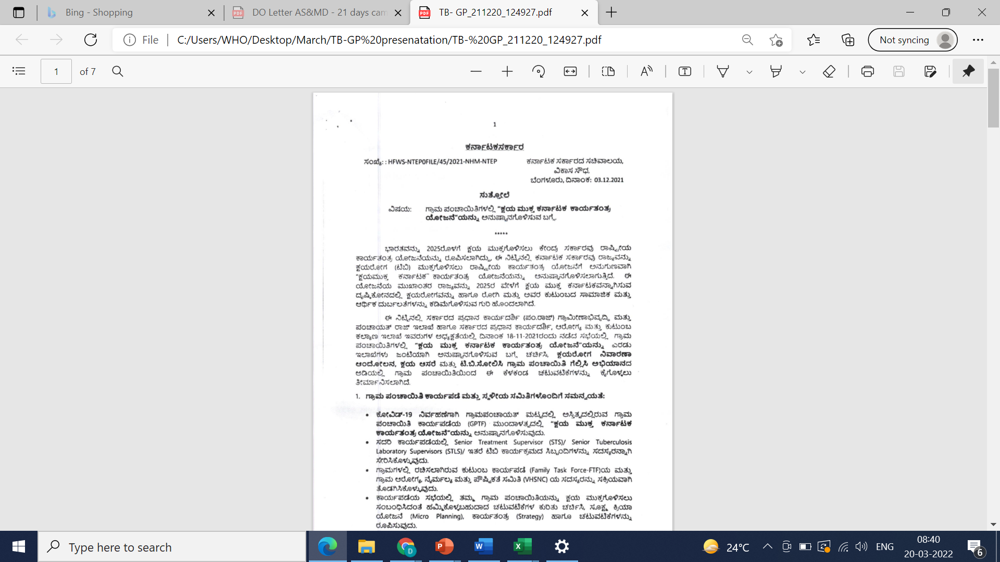 Bing - Shopping
DO Letter AS&MD - 21 days cam
TB- GP_211220_124927.pdf
File
C:/Users/WHO/Desktop/March/TB-GP%20presenatation/TB-%20GP_211220_124927.pdf
Not syncing
1 of 7
1
ಕರ್ನಾಟಕಸರ್ಕಾರ
ಸಂಖ್ಯೆ: : HFWS-NTEP0FILE/45/2021-NHM-NTEP
ಕರ್ನಾಟಕ ಸರ್ಕಾರದ ಸಚಿವಾಲಯ,
ವಿಕಾಸ ಸೌಧ,
ಬೆಂಗಳೂರು, ದಿನಾಂಕ: 03.12.2021
ಸುತ್ತೋಲೆ
ವಿಷಯ: ಗ್ರಾಮ ಪಂಚಾಯಿತಿಗಳಲ್ಲಿ "ಕ್ಷಯ ಮುಕ್ತ ಕರ್ನಾಟಕ ಕಾರ್ಯತಂತ್ರ
ಯೋಜನೆ"ಯನ್ನು ಅನುಷ್ಠಾನಗೊಳಿಸುವ ಬಗ್ಗೆ.
*****
ಭಾರತವನ್ನು 2025ರೊಳಗೆ ಕ್ಷಯ ಮುಕ್ತಗೊಳಿಸಲು ಕೇಂದ್ರ ಸರ್ಕಾರವು ರಾಷ್ಟ್ರೀಯ
ಕಾರ್ಯತಂತ್ರ ಯೋಜನೆಯನ್ನು ರೂಪಿಸಲಾಗಿದ್ದು, ಈ ನಿಟ್ಟಿನಲ್ಲಿ ಕರ್ನಾಟಕ ಸರ್ಕಾರವು ರಾಜ್ಯವನ್ನು
ಕ್ಷಯರೋಗ (ಟಿಬಿ) ಮುಕ್ತಗೊಳಿಸಲು ರಾಷ್ಟ್ರೀಯ ಕಾರ್ಯತಂತ್ರ ಯೋಜನೆಗೆ ಅನುಗುಣವಾಗಿ
"ಕ್ಷಯಮುಕ್ತ ಕರ್ನಾಟಕ" ಕಾರ್ಯತಂತ್ರ ಯೋಜನೆಯನ್ನು ಅನುಷ್ಠಾನಗೊಳಿಸಲಾಗುತ್ತಿದೆ. ಈ
ಯೋಜನೆಯ ಮುಖಾಂತರ ರಾಜ್ಯವನ್ನು 2025ರ ವೇಳೆಗೆ ಕ್ಷಯ ಮುಕ್ತ ಕರ್ನಾಟಕವನ್ನಾಗಿಸುವ
ದೃಷ್ಠಿಕೋನದಲ್ಲಿ ಕ್ಷಯರೋಗವನ್ನು ಹಾಗೂ ರೋಗಿ ಮತ್ತು ಅವರ ಕುಟುಂಬದ ಸಾಮಾಜಿಕ ಮತ್ತು
ಆರ್ಥಿಕ ದುರ್ಬಲತೆಗಳನ್ನು ಕಡಿಮೆಗೊಳಿಸುವ ಗುರಿ ಹೊಂದಲಾಗಿದೆ.
ಈ ನಿಟ್ಟಿನಲ್ಲಿ ಸರ್ಕಾರದ ಪ್ರಧಾನ ಕಾರ್ಯದರ್ಶಿ (ಪಂ.ರಾಜ್) ಗ್ರಾಮೀಣಾಭಿವೃದ್ಧಿ ಮತ್ತು
ಪಂಚಾಯತ್ ರಾಜ್ ಇಲಾಖೆ ಹಾಗೂ ಸರ್ಕಾರದ ಪ್ರಧಾನ ಕಾರ್ಯದರ್ಶಿ, ಆರೋಗ್ಯ ಮತ್ತು ಕುಟುಂಬ
ಕಲ್ಯಾಣ ಇಲಾಖೆ ಇವರುಗಳ ಅಧ್ಯಕ್ಷತೆಯಲ್ಲಿ ದಿನಾಂಕ 18-11-2021ರಂದು ನಡೆದ ಸಭೆಯಲ್ಲಿ ಗ್ರಾಮ
ಪಂಚಾಯಿತಿಗಳಲ್ಲಿ "ಕ್ಷಯ ಮುಕ್ತ ಕರ್ನಾಟಕ ಕಾರ್ಯತಂತ್ರ ಯೋಜನೆ"ಯನ್ನು ಎರಡು
ಇಲಾಖೆಗಳು ಜಂಟಿಯಾಗಿ ಅನುಷ್ಠಾನಗೊಳಿಸುವ ಬಗ್ಗೆ ಚರ್ಚಿಸಿ, ಕ್ಷಯರೋಗ ನಿವಾರಣಾ
ಆಂದೋಲನ, ಕ್ಷಯ ಆಸರೆ ಮತ್ತು ಟಿ.ಬಿ.ಸೋಲಿಸಿ ಗ್ರಾಮ ಪಂಚಾಯಿತಿ ಗೆಲ್ಲಿಸಿ ಅಭಿಯಾನದ
ಅಡಿಯಲ್ಲಿ ಗ್ರಾಮ ಪಂಚಾಯಿತಿಯಿಂದ ಈ ಕೆಳಕಂಡ ಚಟುವಟಿಕೆಗಳನ್ನು ಕೈಗೊಳ್ಳಲು
ತೀರ್ಮಾನಿಸಲಾಗಿದೆ.
1. ಗ್ರಾಮ ಪಂಚಾಯಿತಿ ಕಾರ್ಯಪಡೆ ಮತ್ತು ಸ್ಥಳೀಯ ಸಮಿತಿಗಳೊಂದಿಗೆ ಸಮನ್ವಯತೆ:
• ಕೋವಿಡ್-19 ನಿರ್ವಹಣೆಗಾಗಿ ಗ್ರಾಮಪಂಚಾಯತ್ ಮಟ್ಟದಲ್ಲಿ ಅಸ್ತಿತ್ವದಲ್ಲಿರುವ ಗ್ರಾಮ
ಪಂಚಾಯಿತಿ ಕಾರ್ಯಪಡೆಯ (GPTF) ಮುಂದಾಳತ್ವದಲ್ಲಿ "ಕ್ಷಯ ಮುಕ್ತ ಕರ್ನಾಟಕ
ಕಾರ್ಯತಂತ್ರ ಯೋಜನೆ"ಯನ್ನು ಅನುಷ್ಠಾನಗೊಳಿಸುವುದು.
• ಸದರಿ ಕಾರ್ಯಪಡೆಯಲ್ಲಿ Senior Treatment Supervisor (STS)/ Senior Tuberculosis
Laboratory Supervisors (STLS)/ ಇತರೆ ಟಿಬಿ ಕಾರ್ಯಕ್ರಮದ ಸಿಬ್ಬಂದಿಗಳನ್ನು ಸದಸ್ಯರನ್ನಾಗಿ
ಸೇರಿಸಿಕೊಳ್ಳುವುದು.
• ಗ್ರಾಮಗಳಲ್ಲಿ ರಚಿಸಲಾಗಿರುವ ಕುಟುಂಬ ಕಾರ್ಯಪಡೆ (Family Task Force-FTF)ಯ ಮತ್ತು
ಗ್ರಾಮ ಆರೋಗ್ಯ, ನೈರ್ಮಲ್ಯ ಮತ್ತು ಪೌಷ್ಟಿಕತೆ ಸಮಿತಿ (VHSNC) ಯ ಸದಸ್ಯರನ್ನು ಸಕ್ರಿಯವಾಗಿ
ತೊಡಗಿಸಿಕೊಳ್ಳುವುದು.
• ಕಾರ್ಯಪಡೆಯ ಸಭೆಯಲ್ಲಿ ತಮ್ಮ ಗ್ರಾಮ ಪಂಚಾಯಿತಿಯನ್ನು ಕ್ಷಯ ಮುಕ್ತಗೊಳಿಸಲು
ಸಂಬಂಧಿಸಿದಂತೆ ಹಮ್ಮಿಕೊಳ್ಳಬಹುದಾದ ಚಟುವಟಿಕೆಗಳ ಕುರಿತು ಚರ್ಚಿಸಿ, ಸೂಕ್ಷ್ಮ ಕ್ರಿಯಾ
ಯೋಜನೆ (Micro Planning), ಕಾರ್ಯತಂತ್ರ (Strategy) ಹಾಗೂ ಚಟುವಟಿಕೆಗಳನ್ನು
ರೂಪಿಸುವುದು.
Type here to search
24°C
ENG
08:40
20-03-2022
6